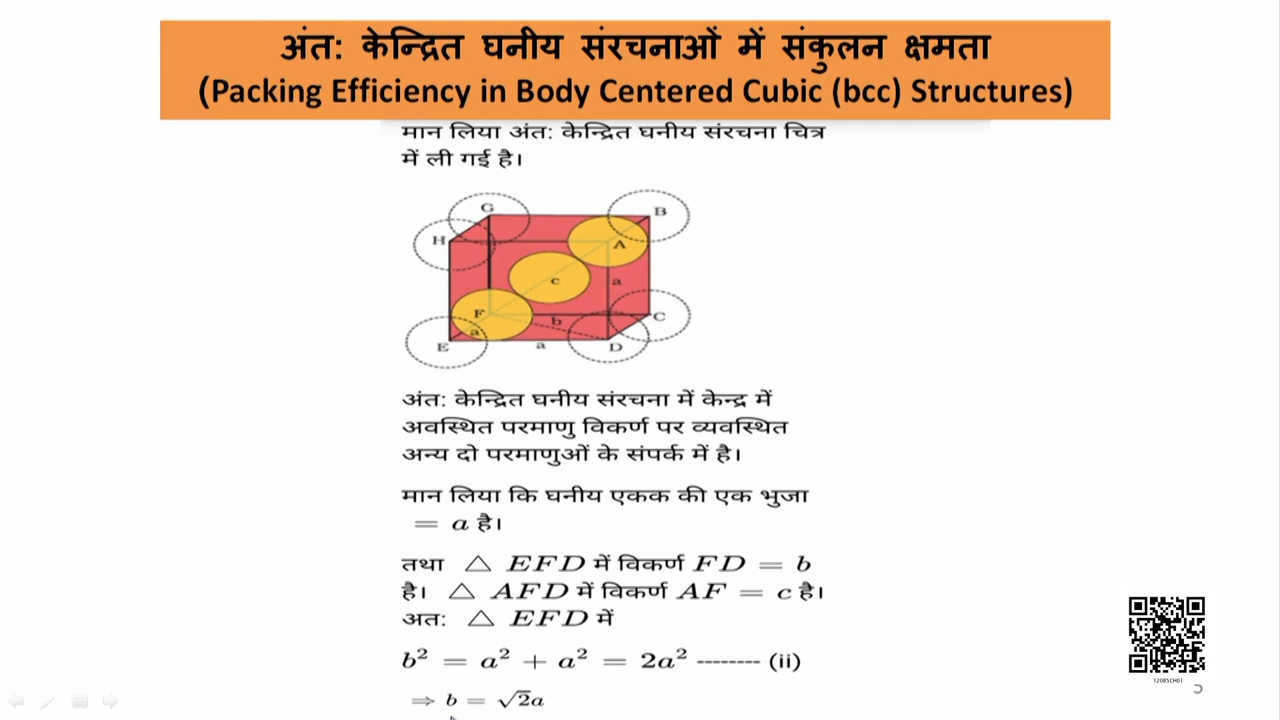 अंत: केन्द्रित घनीय संरचनाओं में संकुलन क्षमता
(Packing Efficiency in Body Centered Cubic (bcc) Structures)
मान लिया अंत: केन्द्रित घनीय संरचना चित्र
में ली गई है।
G
B
H
A
c
a
F
b
C
a
E
a
D
अंत: केन्द्रित घनीय संरचना में केन्द्र में
अवस्थित परमाणु विकर्ण पर व्यवस्थित
अन्य दो परमाणुओं के संपर्क में है।
मान लिया कि घनीय एकक की एक भुजा
= a है।
तथा △ EFD में विकर्ण FD = b
है। △ AFD में विकर्ण AF = c है।
अत: △ EFD में
b² = a² + a² = 2a² -------- (ii)
⇒ b = √2a
12085CH01
5